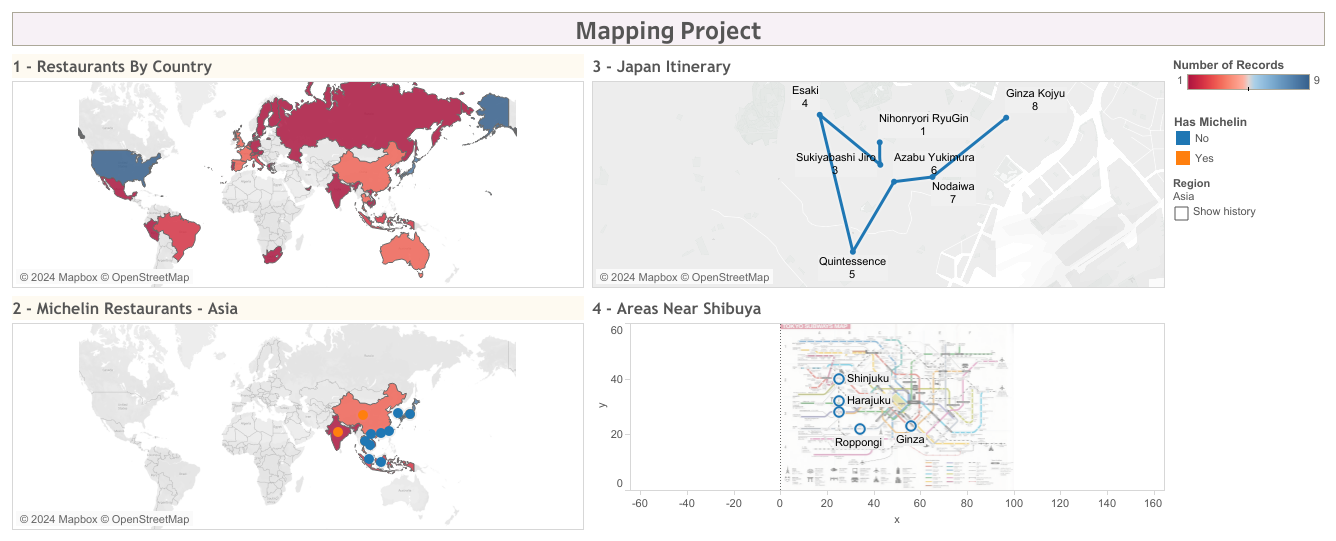 Mapping Project
1 - Restaurants By Country
© 2024 Mapbox © OpenStreetMap
3 - Japan Itinerary
Esaki
4
Ginza Kojyu
8
Nihonryori RyuGin
1
Sukiyabashi Jiro
3
Azabu Yukimura
6
Nodaiwa
7
Quintessence
5
© 2024 Mapbox © OpenStreetMap
Number of Records
1
9
Has Michelin
No
Yes
Region
Asia
Show history
2 - Michelin Restaurants - Asia
© 2024 Mapbox © OpenStreetMap
4 - Areas Near Shibuya
TOKYO SUBWAYS MAP
60
40
20
0
y
Shinjuku
Harajuku
Roppongi
Ginza
-60
-40
-20
0
20
40
60
80
100
120
140
160
x